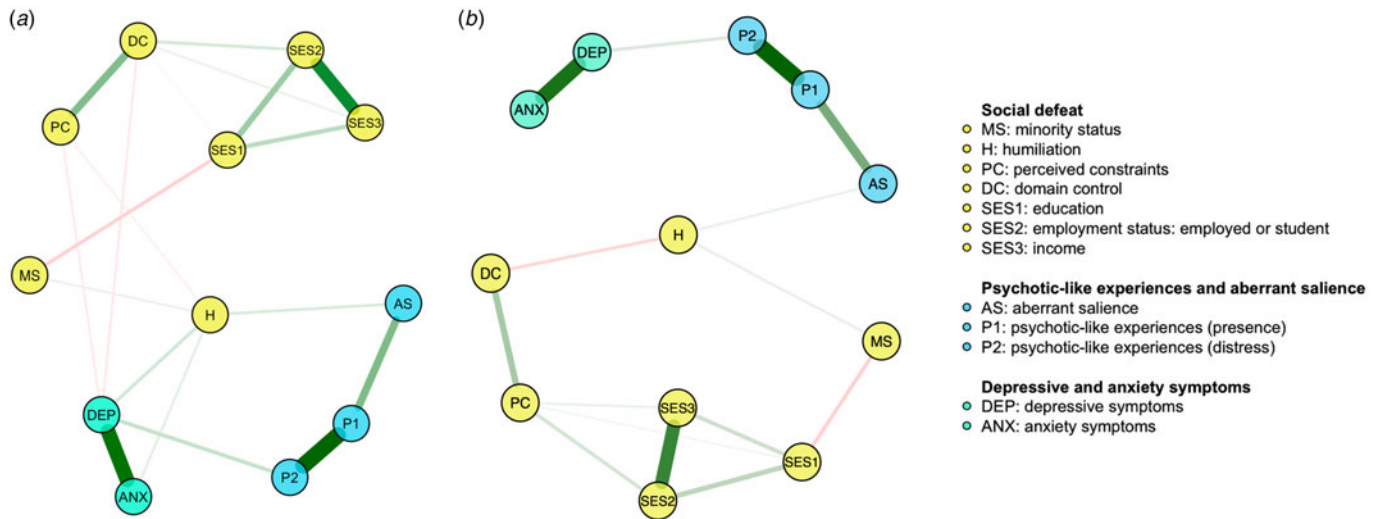 (a)
DC
SES2
PC
SES3
SES1
MS
H
AS
DEP
P1
P2
ANX
(b)
P2
DEP
P1
ANX
AS
H
DC
MS
PC
SES3
SES1
SES2
Social defeat
MS: minority status
H: humiliation
PC: perceived constraints
DC: domain control
SES1: education
SES2: employment status: employed or student
SES3: income
Psychotic-like experiences and aberrant salience
AS: aberrant salience
P1: psychotic-like experiences (presence)
P2: psychotic-like experiences (distress)
Depressive and anxiety symptoms
DEP: depressive symptoms
ANX: anxiety symptoms